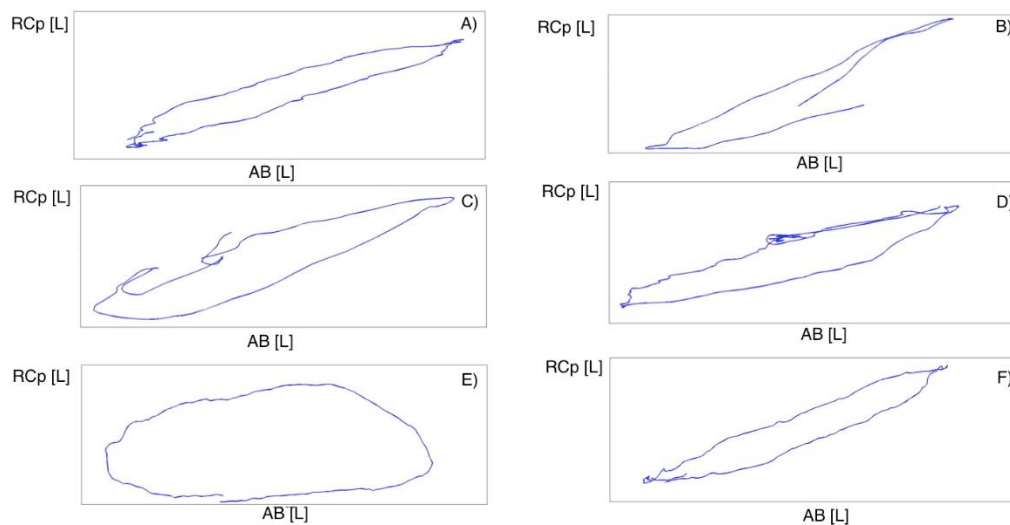 RCp [L]
A)
AB [L]
RCp [L]
B)
AB [L]
RCp [L]
C)
AB [L]
RCp [L]
D)
AB [L]
RCp [L]
E)
AB [L]
RCp [L]
F)
AB [L]